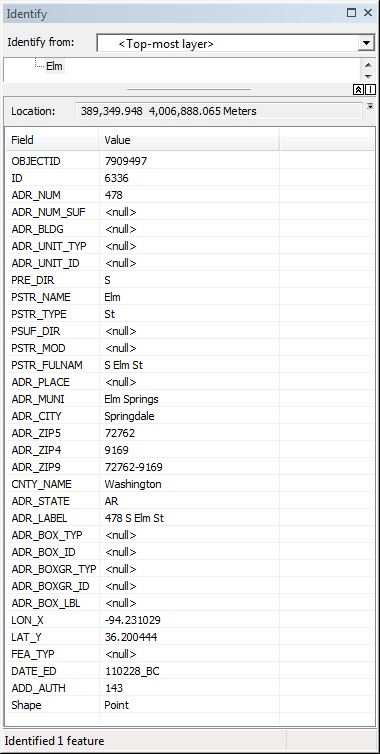 Identify
Identify from: <Top-most layer>
Elm
Location: 389,349.948 4,006,888.065 Meters
Field Value
OBJECTID 7909497
ID 6336
ADR_NUM 478
ADR_NUM_SUF <null>
ADR_BLDG <null>
ADR_UNIT_TYP <null>
ADR_UNIT_ID <null>
PRE_DIR S
PSTR_NAME Elm
PSTR_TYPE St
PSUF_DIR <null>
PSTR_MOD <null>
PSTR_FULNAM S Elm St
ADR_PLACE <null>
ADR_MUNI Elm Springs
ADR_CITY Springdale
ADR_ZIP5 72762
ADR_ZIP4 9169
ADR_ZIP9 72762-9169
CNTY_NAME Washington
ADR_STATE AR
ADR_LABEL 478 S Elm St
ADR_BOX_TYP <null>
ADR_BOX_ID <null>
ADR_BOXGR_TYP <null>
ADR_BOXGR_ID <null>
ADR_BOX_LBL <null>
LON_X -94.231029
LAT_Y 36.200444
FEA_TYP <null>
DATE_ED 110228_BC
ADD_AUTH 143
Shape Point
Identified 1 feature